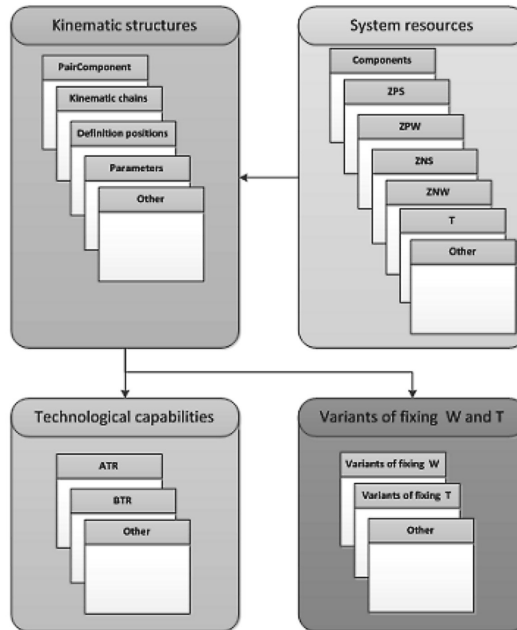 Kinematic structures
PairComponent
Kinematic chains
Definition positions
Parameters
Other
System resources
Components
ZPS
ZPW
ZNS
ZNW
T
Other
Technological capabilities
ATR
BTR
Other
Variants of fixing W and T
Variants of fixing W
Variants of fixing T
Other